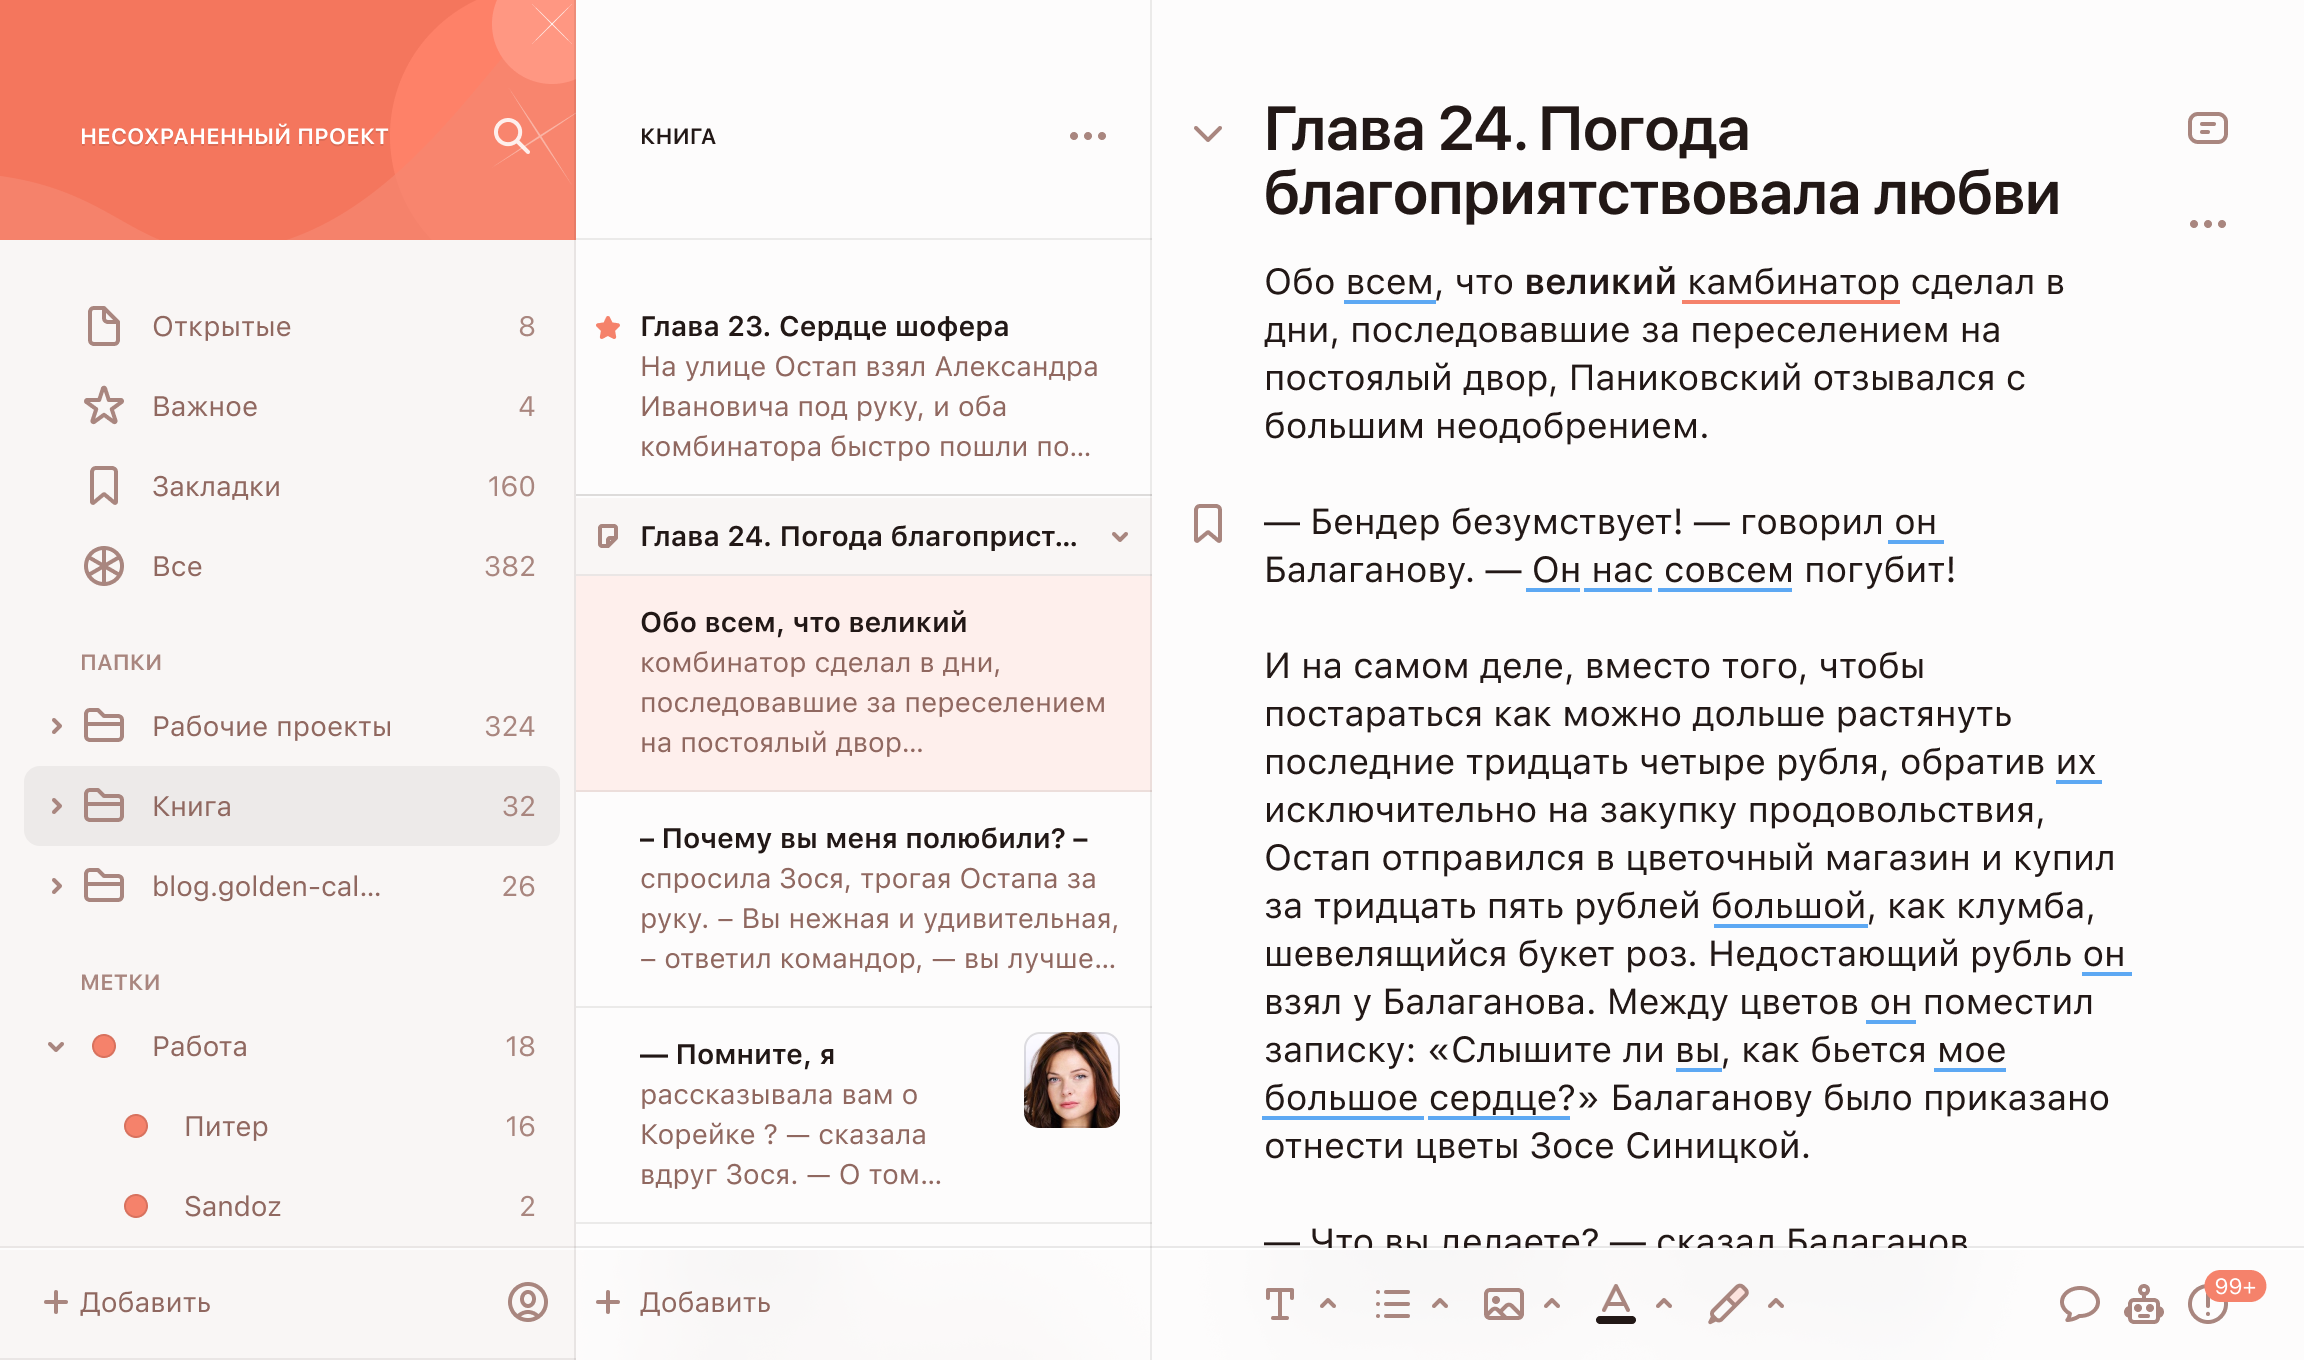 НЕСОХРАНЕННЫЙ ПРОЕКТ
Открытые 8
Важное 4
Закладки 160
Все 382
ПАПКИ
Рабочие проекты 324
Книга 32
blog.golden-cal... 26
МЕТКИ
Работа 18
Питер 16
Sandoz 2
Добавить
КНИГА
Глава 23. Сердце шофера
На улице Остап взял Александра
Ивановича под руку, и оба
комбинатора быстро пошли по...
Глава 24. Погода благоприст...
Обо всем, что великий
комбинатор сделал в дни,
последовавшие за переселением
на постоялый двор...
– Почему вы меня полюбили? –
спросила Зося, трогая Остапа за
руку. – Вы нежная и удивительная,
– ответил командор, — вы лучше...
— Помните, я
рассказывала вам о
Корейке ? — сказала
вдруг Зося. — О том...
Добавить
Глава 24. Погода
благоприятствовала любви
Обо всем, что великий камбинатор сделал в
дни, последовавшие за переселением на
постоялый двор, Паниковский отзывался с
большим неодобрением.
— Бендер безумствует! — говорил он
Балаганову. — Он нас совсем погубит!
И на самом деле, вместо того, чтобы
постараться как можно дольше растянуть
последние тридцать четыре рубля, обратив их
исключительно на закупку продовольствия,
Остап отправился в цветочный магазин и купил
за тридцать пять рублей большой, как клумба,
шевелящийся букет роз. Недостающий рубль он
взял у Балаганова. Между цветов он поместил
записку: «Слышите ли вы, как бьется мое
большое сердце?» Балаганову было приказано
отнести цветы Зосе Синицкой.
— Что вы делаете? — сказал Балаганов
99+